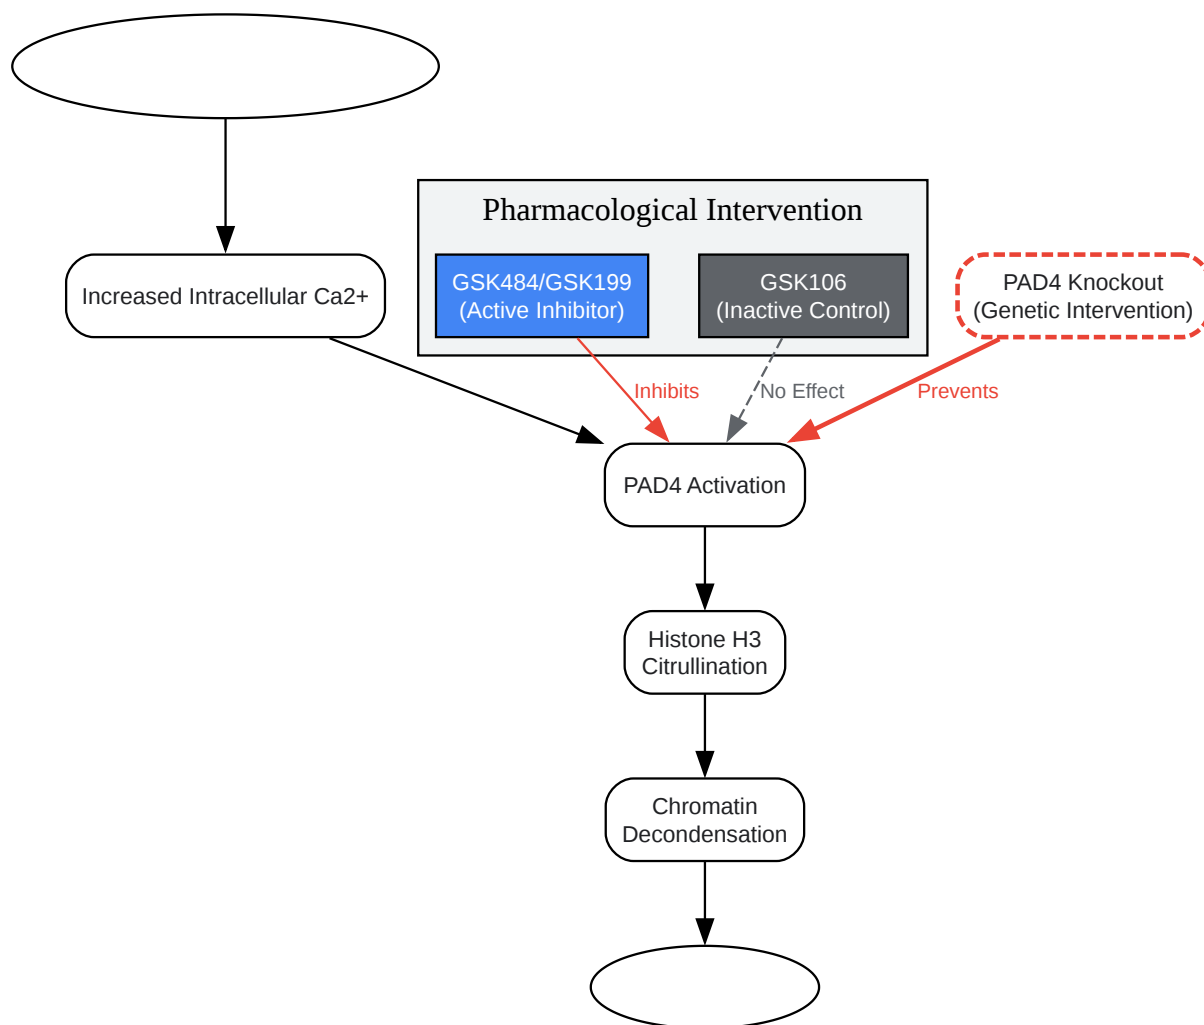 Pharmacological Intervention
Increased Intracellular Ca2+
GSK484/GSK199
(Active Inhibitor)
GSK106
(Inactive Control)
PAD4 Knockout
(Genetic Intervention)
Inhibits
No Effect
Prevents
PAD4 Activation
Histone H3
Citrullination
Chromatin
Decondensation